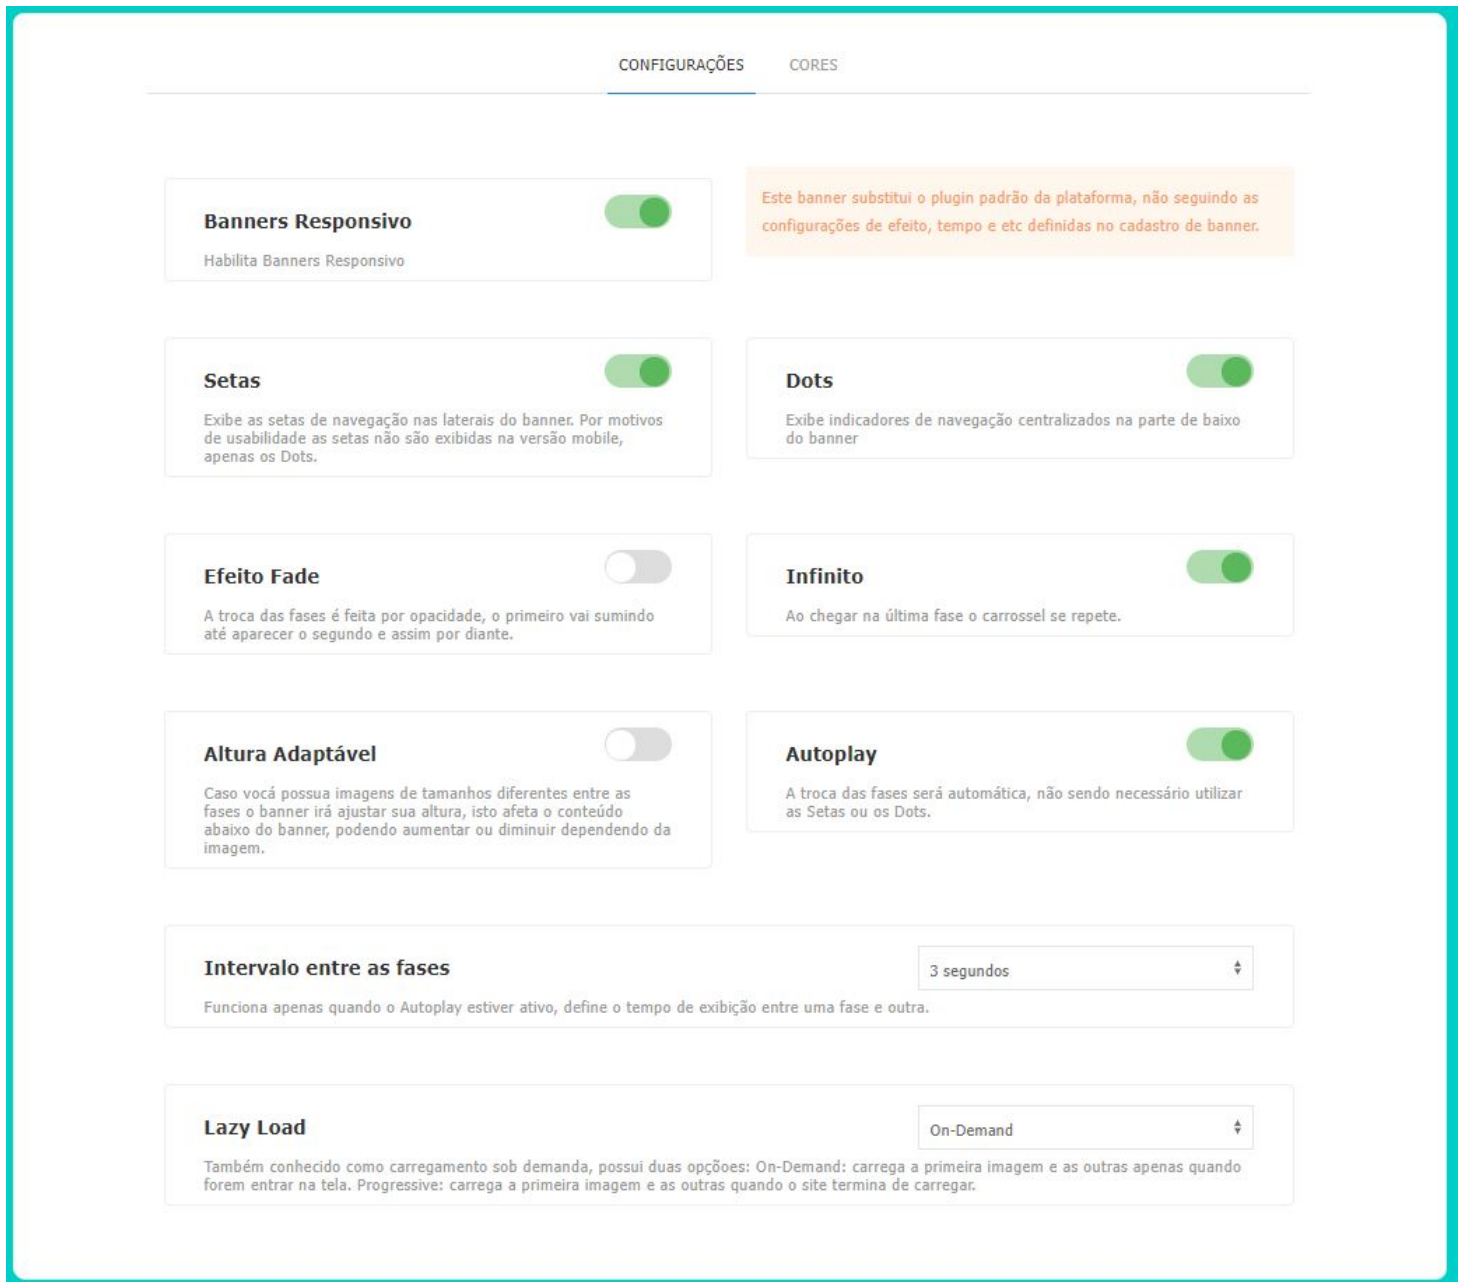 CONFIGURAÇÕES CORES
Banners Responsivo
Habilita Banners Responsivo
Este banner substitui o plugin padrão da plataforma, não seguindo as
configurações de efeito, tempo e etc definidas no cadastro de banner.
Setas
Exibe as setas de navegação nas laterais do banner. Por motivos
de usabilidade as setas não são exibidas na versão mobile,
apenas os Dots.
Dots
Exibe indicadores de navegação centralizados na parte de baixo
do banner
Efeito Fade
A troca das fases é feita por opacidade, o primeiro vai sumindo
até aparecer o segundo e assim por diante.
Infinito
Ao chegar na última fase o carrossel se repete.
Altura Adaptável
Caso vocá possua imagens de tamanhos diferentes entre as
fases o banner irá ajustar sua altura, isto afeta o conteúdo
abaixo do banner, podendo aumentar ou diminuir dependendo da
imagem.
Autoplay
A troca das fases será automática, não sendo necessário utilizar
as Setas ou os Dots.
Intervalo entre as fases
3 segundos
Funciona apenas quando o Autoplay estiver ativo, define o tempo de exibição entre uma fase e outra.
Lazy Load
On-Demand
Também conhecido como carregamento sob demanda, possui duas opções: On-Demand: carrega a primeira imagem e as outras apenas quando
forem entrar na tela. Progressive: carrega a primeira imagem e as outras quando o site termina de carregar.